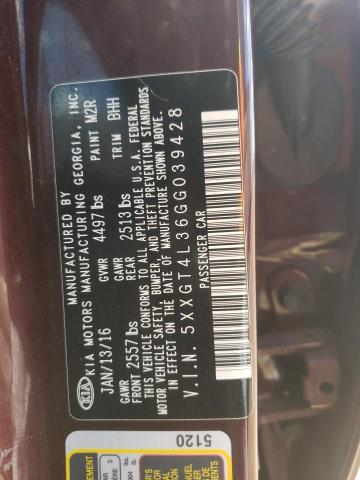 KIA
MANUFACTURED BY
KIA MOTORS MANUFACTURING GEORGIA, INC.
JAN/13/16 GVWR 4497 lbs PAINT M2R
GAWR FRONT 2557 lbs GAWR REAR 2513 lbs TRIM BHH
THIS VEHICLE CONFORMS TO ALL APPLICABLE U.S.A. FEDERAL
MOTOR VEHICLE SAFETY, BUMPER, AND THEFT PREVENTION STANDARDS
IN EFFECT ON THE DATE OF MANUFACTURE SHOWN ABOVE.
V.I.N. 5XXGT4L36GG039428
PASSENGER CAR
5120